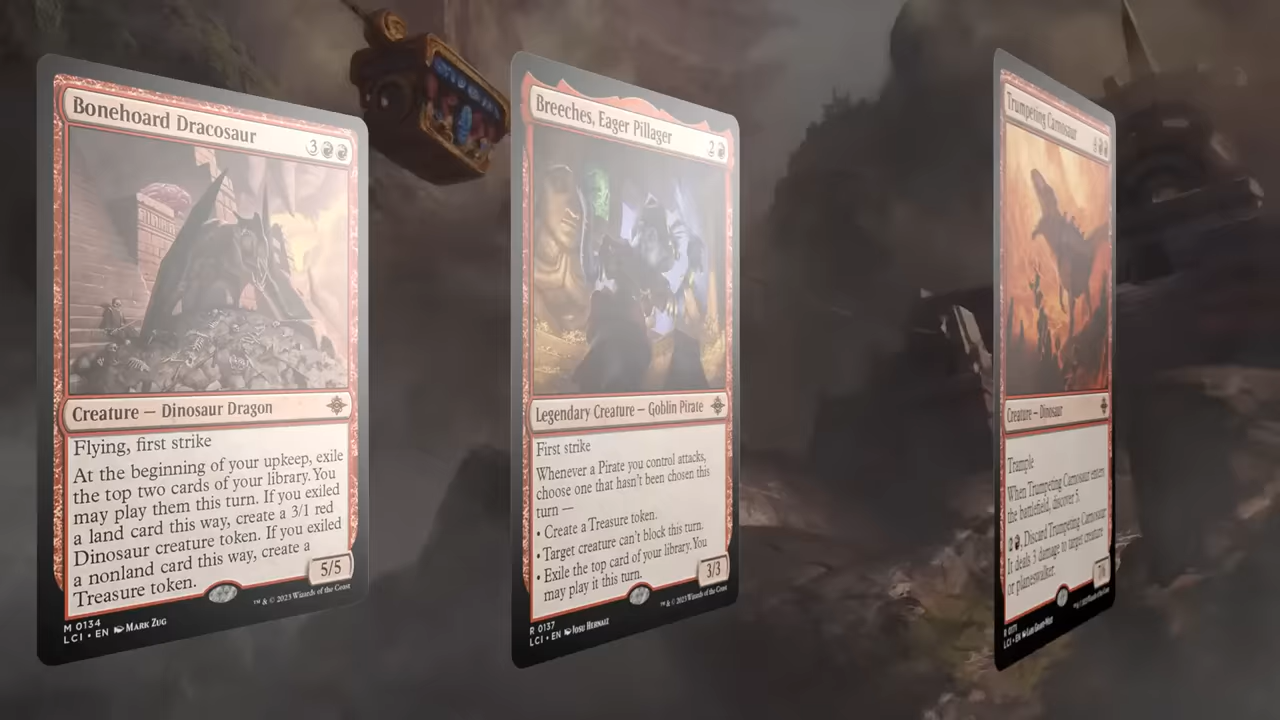 Bonehoard Dracosaur
3
Creature — Dinosaur Dragon
Flying, first strike
At the beginning of your upkeep, exile
the top two cards of your library. You
may play them this turn. If you exiled
a land card this way, create a 3/1 red
Dinosaur creature token. If you exiled
a nonland card this way, create a
Treasure token.
5/5
M 0134
LCI • EN Mark Zug
™ & © 2023 Wizards of the Coast
Breeches, Eager Pillager
2
Legendary Creature — Goblin Pirate
First strike
Whenever a Pirate you control attacks,
choose one that hasn't been chosen this
turn —
• Create a Treasure token.
• Target creature can't block this turn.
• Exile the top card of your library. You
may play it this turn.
3/3
R 0137
LCI • EN Josu Hernaiz
™ & © 2023 Wizards of the Coast
Trumpeting Carnosaur
4
Creature — Dinosaur
Trample
When Trumpeting Carnosaur enters
the battlefield, discover 5.
2, Discard Trumpeting Carnosaur
It deals 3 damage to target creature
or planeswalker.
7/6
R 0171
LCI • EN